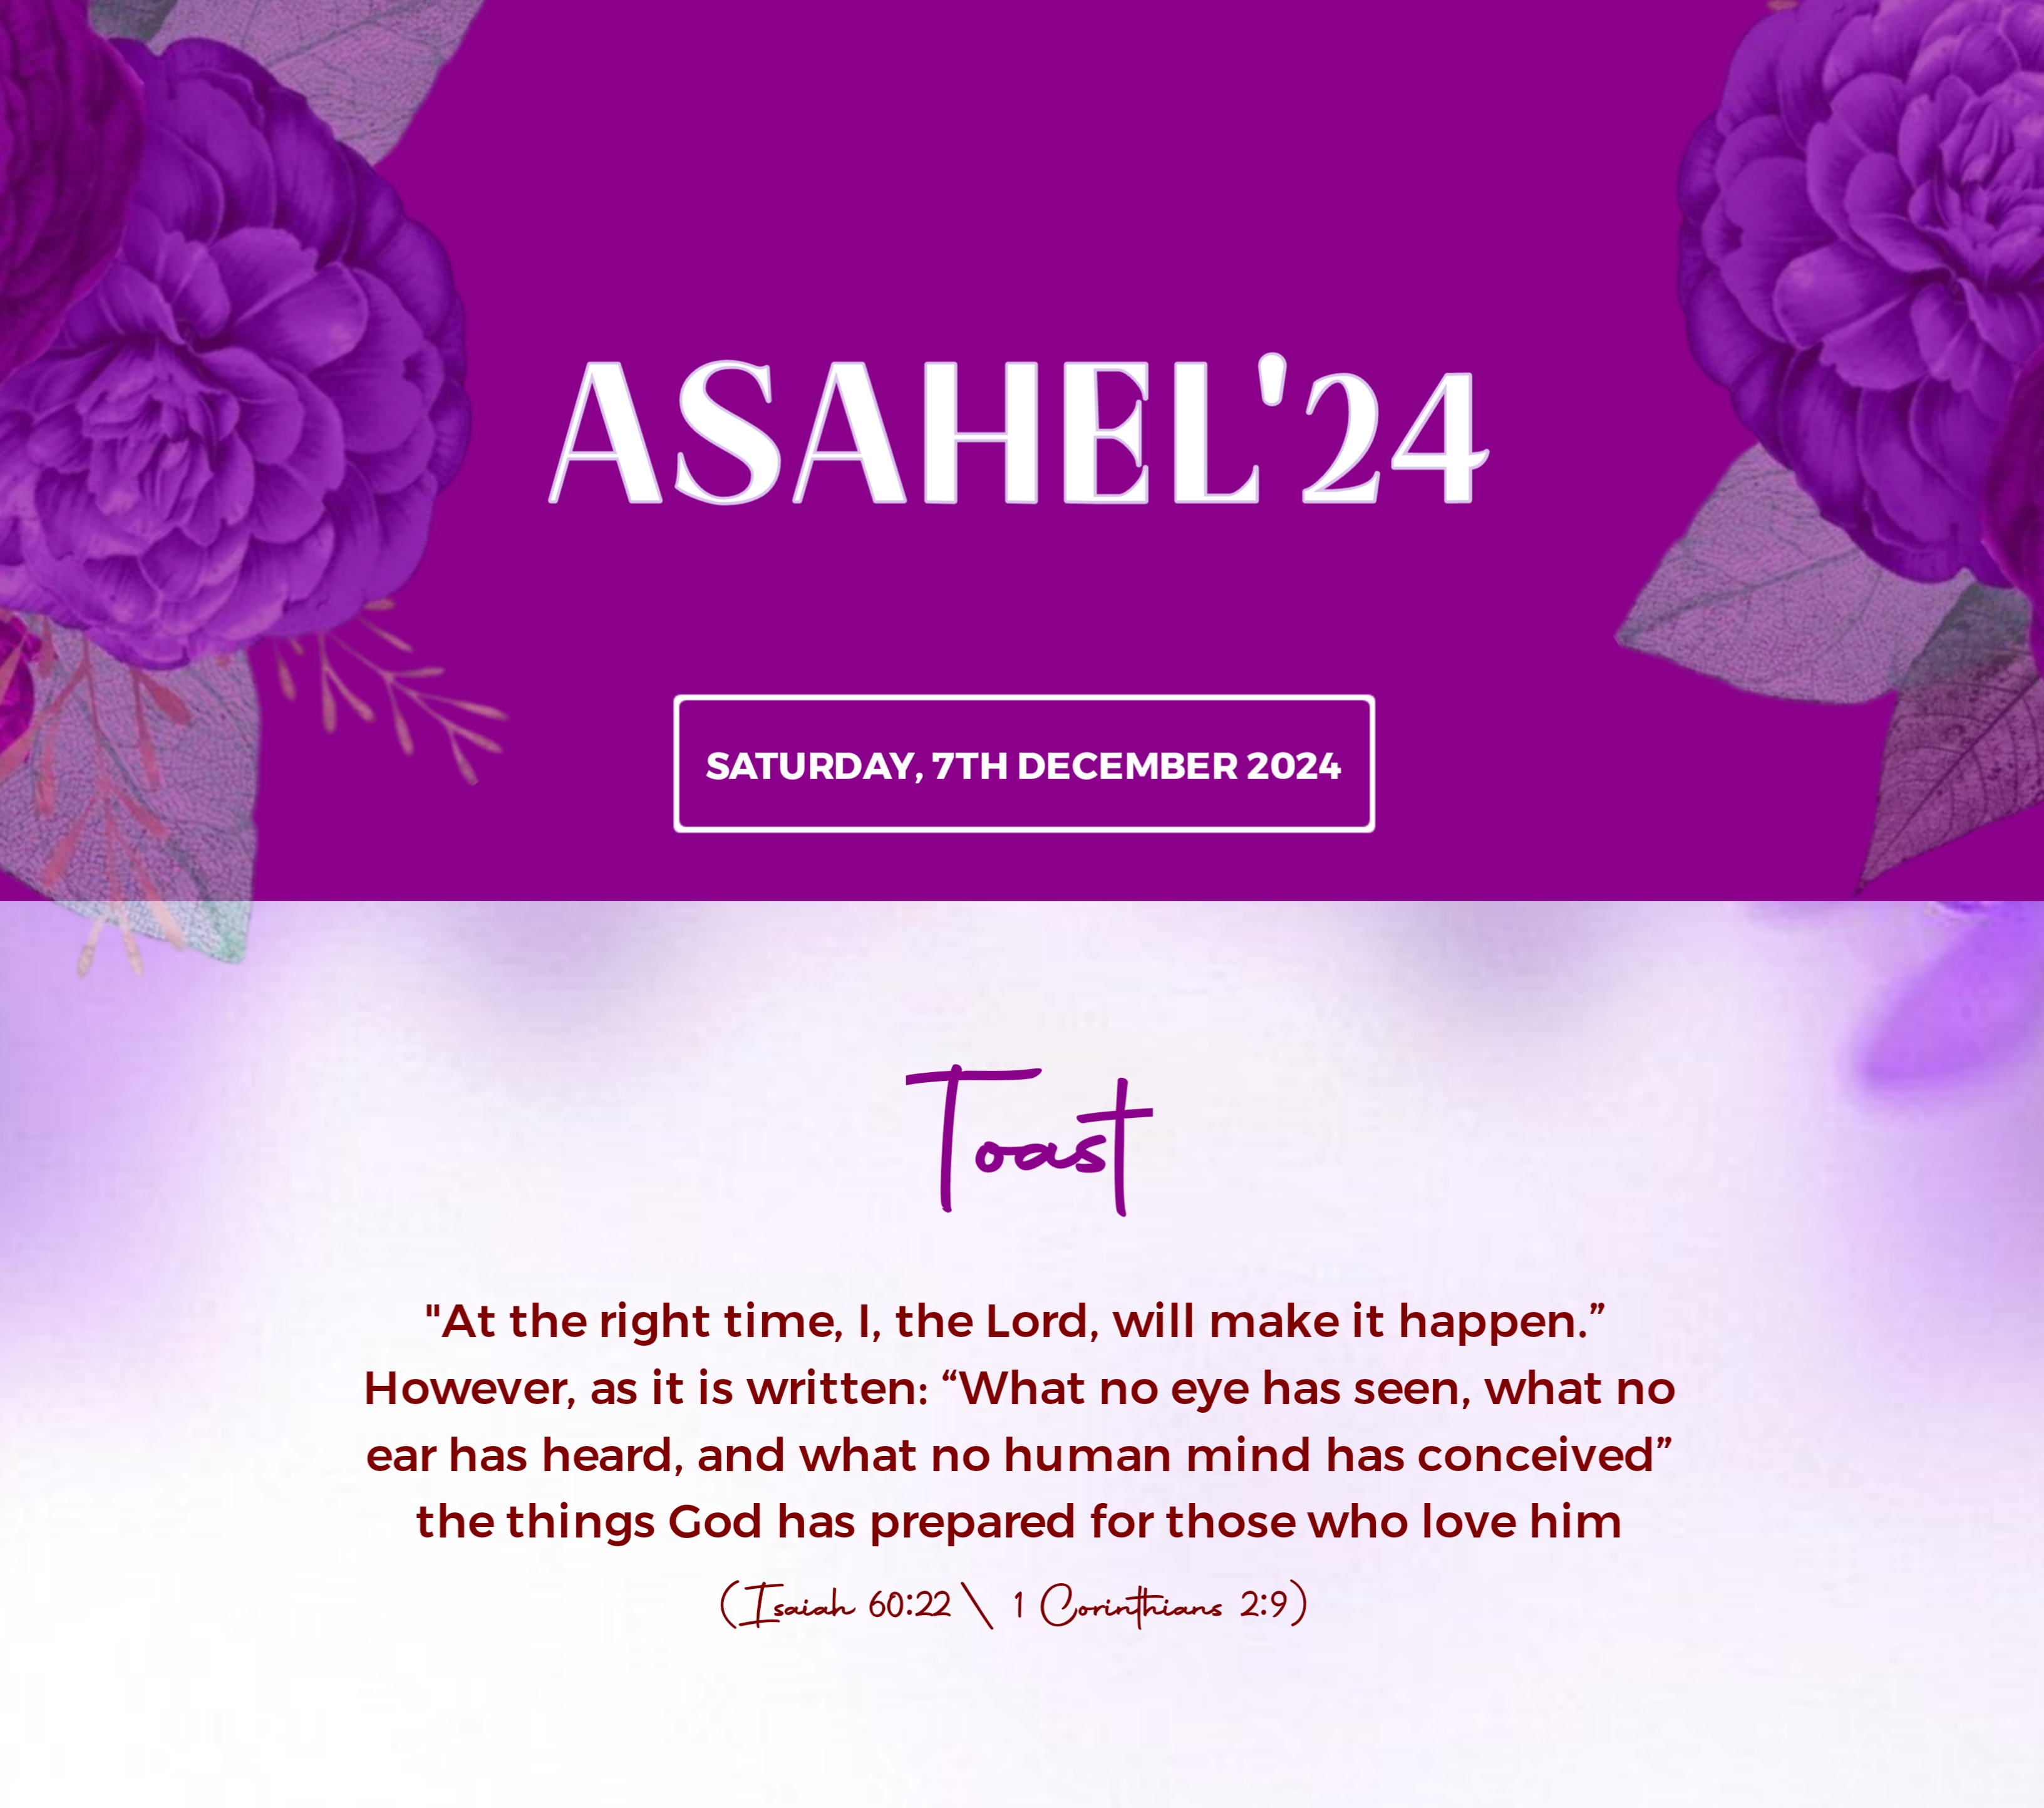 ASAHEL'24
SATURDAY, 7TH DECEMBER 2024
Toast
"At the right time, I, the Lord, will make it happen.”
However, as it is written: “What no eye has seen, what no
ear has heard, and what no human mind has conceived”
the things God has prepared for those who love him
(Isaiah 60:22 \ 1 Corinthians 2:9)